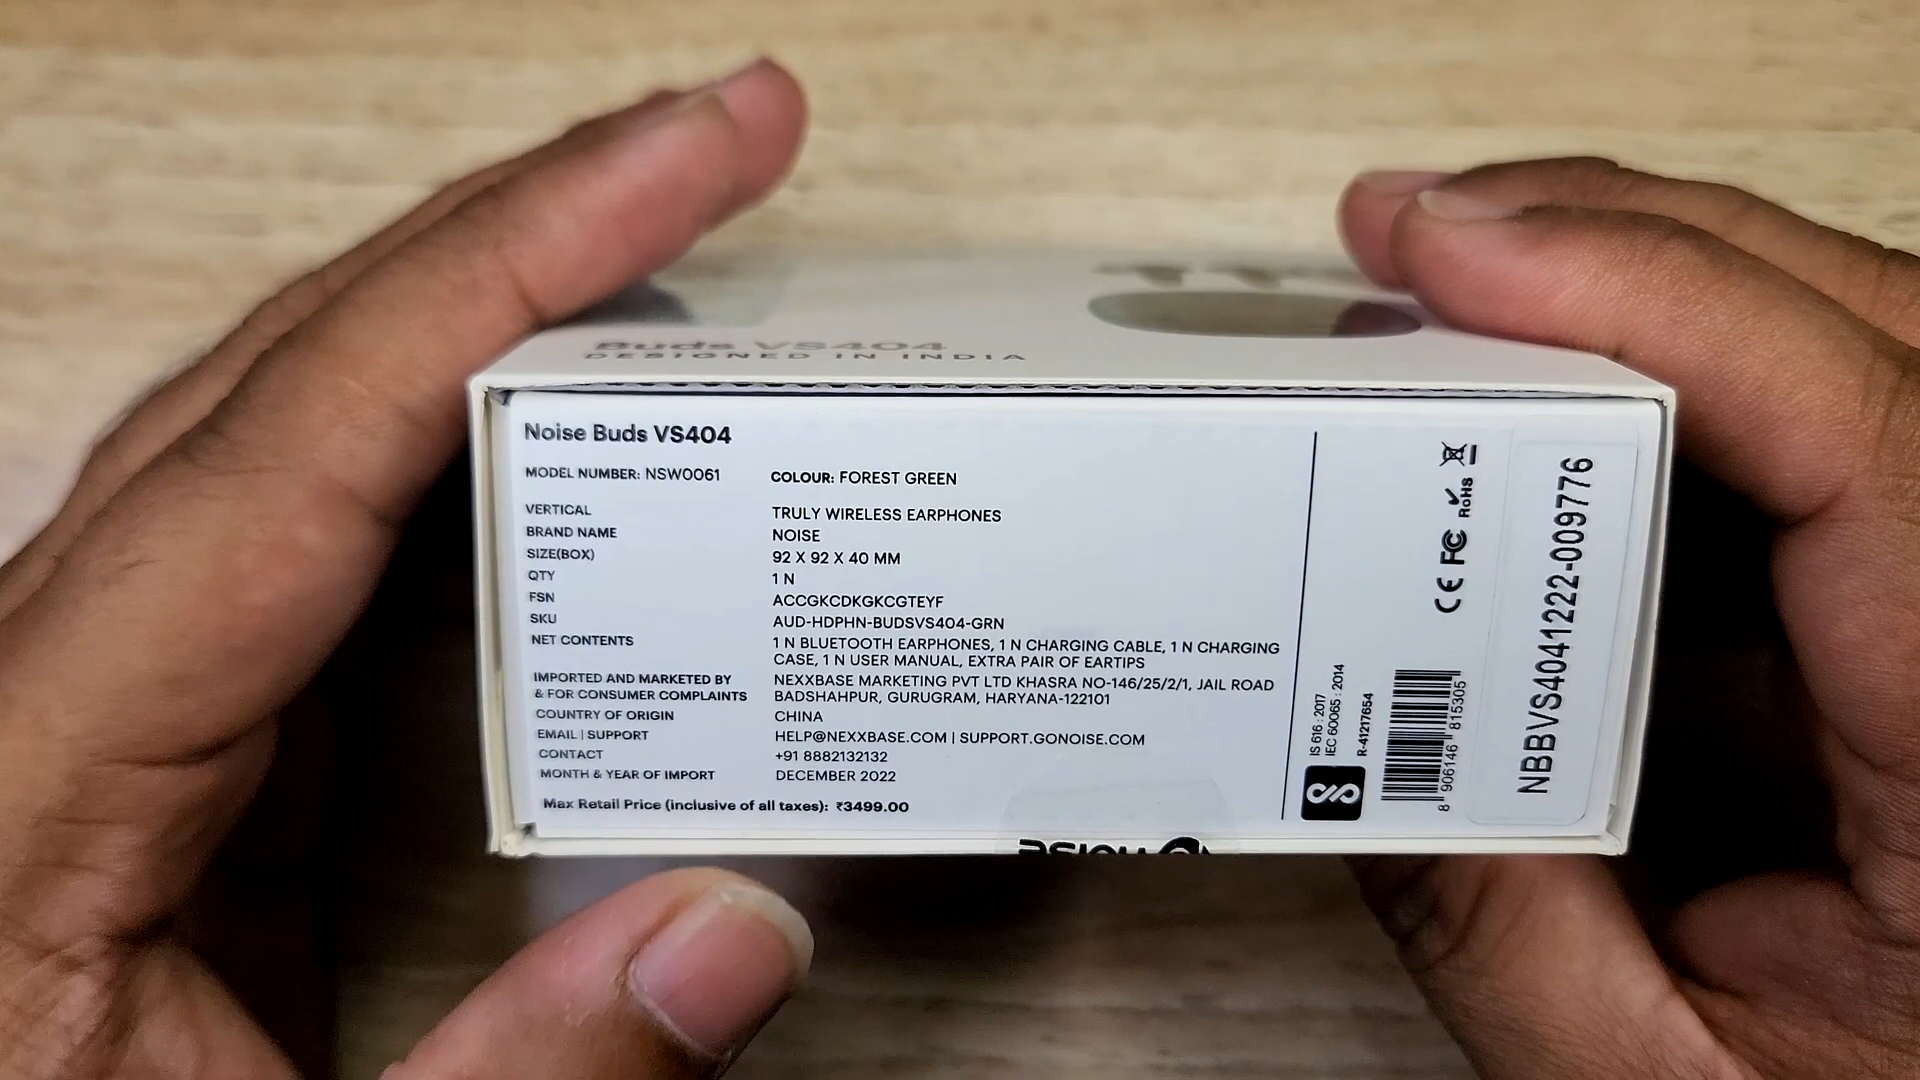 Buds VS404
DESIGNED IN INDIA
Noise Buds VS404
MODEL NUMBER: NSW0061 COLOUR: FOREST GREEN
VERTICAL TRULY WIRELESS EARPHONES
BRAND NAME NOISE
SIZE(BOX) 92 X 92 X 40 MM
QTY 1 N
FSN ACCGKCDKGKCGTEYF
SKU AUD-HDPHN-BUDSVS404-GRN
NET CONTENTS 1 N BLUETOOTH EARPHONES, 1 N CHARGING CABLE, 1 N CHARGING
CASE, 1 N USER MANUAL, EXTRA PAIR OF EARTIPS
IMPORTED AND MARKETED BY NEXXBASE MARKETING PVT LTD KHASRA NO-146/25/2/1, JAIL ROAD
& FOR CONSUMER COMPLAINTS BADSHAHPUR, GURUGRAM, HARYANA-122101
COUNTRY OF ORIGIN CHINA
EMAIL | SUPPORT HELP@NEXXBASE.COM | SUPPORT.GONOISE.COM
CONTACT +91 8882132132
MONTH & YEAR OF IMPORT DECEMBER 2022
Max Retail Price (inclusive of all taxes): ₹3499.00
IS 616 : 2017
IEC 60065 : 2014
R-41217654
CE FC RoHS
8 906146 815305
NBBVS4041222-009776
noise